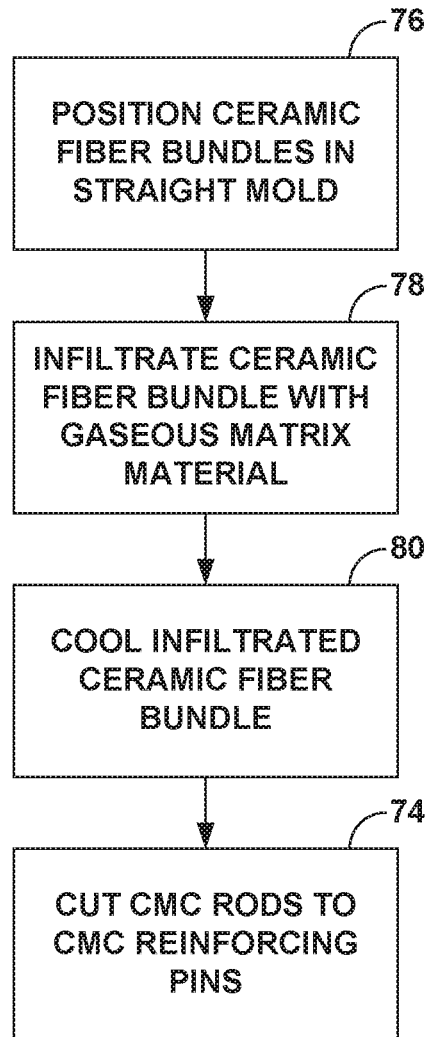 76
POSITION CERAMIC
FIBER BUNDLES IN
STRAIGHT MOLD
78
INFILTRATE CERAMIC
FIBER BUNDLE WITH
GASEOUS MATRIX
MATERIAL
80
COOL INFILTRATED
CERAMIC FIBER
BUNDLE
74
CUT CMC RODS TO
CMC REINFORCING
PINS